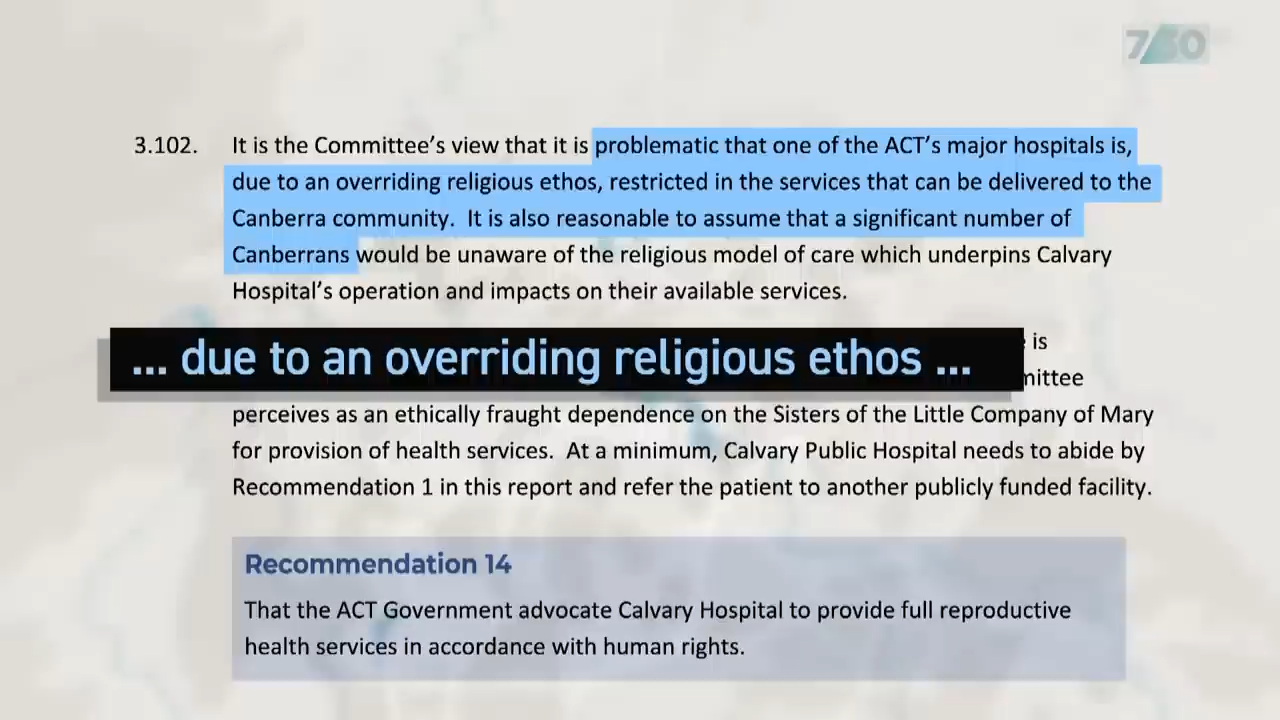 7.30
3.102. It is the Committee’s view that it is problematic that one of the ACT’s major hospitals is,
due to an overriding religious ethos, restricted in the services that can be delivered to the
Canberra community. It is also reasonable to assume that a significant number of
Canberrans would be unaware of the religious model of care which underpins Calvary
Hospital’s operation and impacts on their available services.
is
... due to an overriding religious ethos ...
perceives as an ethically fraught dependence on the Sisters of the Little Company of Mary
for provision of health services. At a minimum, Calvary Public Hospital needs to abide by
Recommendation 1 in this report and refer the patient to another publicly funded facility.
Recommendation 14
That the ACT Government advocate Calvary Hospital to provide full reproductive
health services in accordance with human rights.